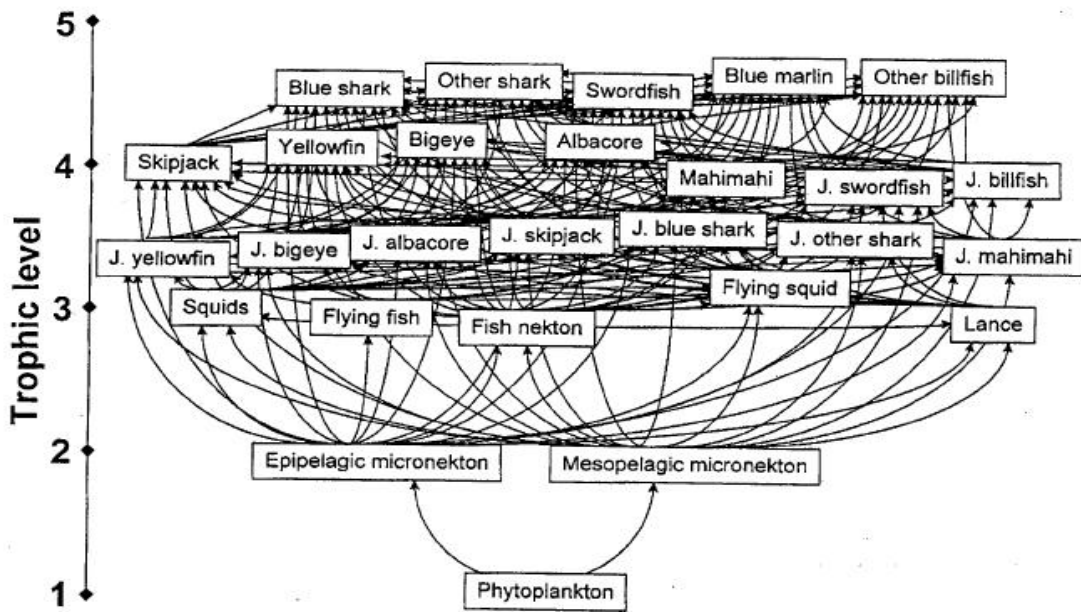 5
Blue shark
Other shark
Swordfish
Blue marlin
Other billfish
4
Skipjack
Yellowfin
Bigeye
Albacore
Mahimahi
J. swordfish
J. billfish
J. yellowfin
J. bigeye
J. albacore
J. skipjack
J. blue shark
J. other shark
J. mahimahi
3
Squids
Flying fish
Fish nekton
Flying squid
Lance
2
Epipelagic micronekton
Mesopelagic micronekton
1
Phytoplankton
Trophic level